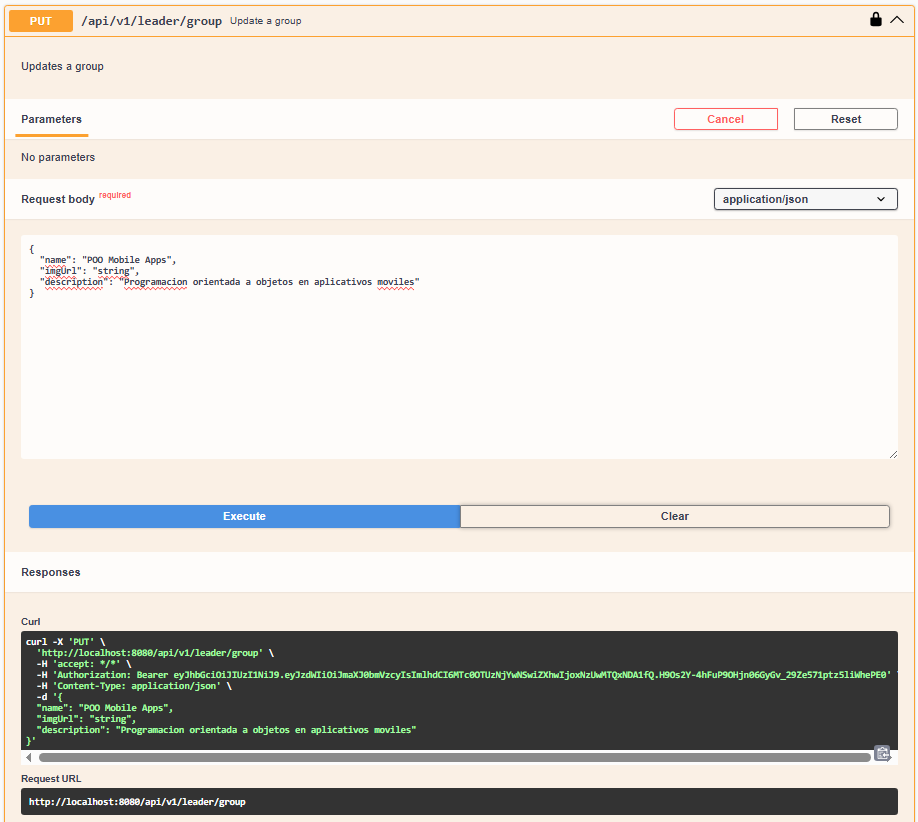 PUT /api/v1/leader/group Update a group
Updates a group
Parameters
Cancel
Reset
No parameters
Request body required
application/json
{
"name": "POO Mobile Apps",
"imgUrl": "string",
"description": "Programacion orientada a objetos en aplicativos moviles"
}
Execute
Clear
Responses
Curl
curl -X 'PUT' \
'http://localhost:8080/api/v1/leader/group' \
-H 'accept: */*' \
-H 'Authorization: Bearer eyJhbGciOiJIUzI1NiJ9.eyJzdWIiOiJmaXJ0bmVzcyIsImlhdCI6MTc0OTUzNjYwNSwiZXhwIjoxNzUwMTQxNDA1fQ.H9Os2Y-4hFuP9OHjn06GyGv_29Ze571ptz5liWhePE0' \
-H 'Content-Type: application/json' \
-d '{
"name": "POO Mobile Apps",
"imgUrl": "string",
"description": "Programacion orientada a objetos en aplicativos moviles"
}'
Request URL
http://localhost:8080/api/v1/leader/group